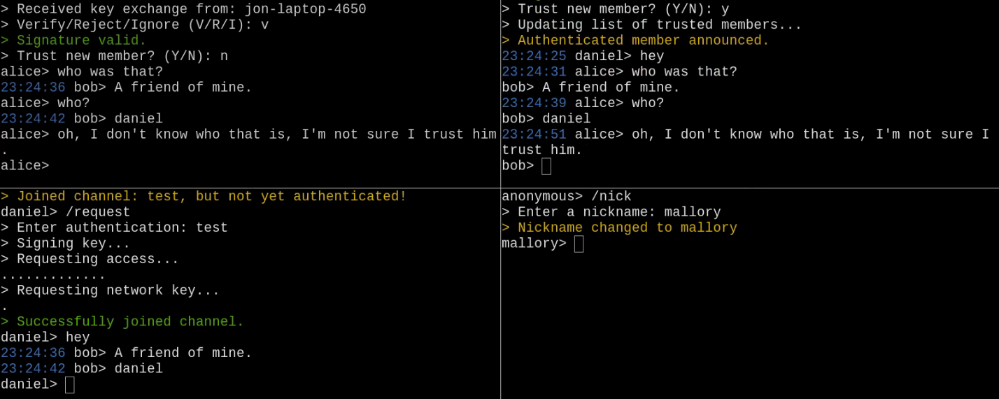 > Received key exchange from: jon-laptop-4650
> Verify/Reject/Ignore (V/R/I): v
> Signature valid.
> Trust new member? (Y/N): n
alice> who was that?
23:24:36 bob> A friend of mine.
alice> who?
23:24:42 bob> daniel
alice> oh, I don't know who that is, I'm not sure I trust him
.
alice>
> Trust new member? (Y/N): y
> Updating list of trusted members...
> Authenticated member announced.
23:24:25 daniel> hey
23:24:31 alice> who was that?
bob> A friend of mine.
23:24:39 alice> who?
bob> daniel
23:24:51 alice> oh, I don't know who that is, I'm not sure I
trust him.
bob>
> Joined channel: test, but not yet authenticated!
daniel> /request
> Enter authentication: test
> Signing key...
> Requesting access...
.............
> Requesting network key...
.
> Successfully joined channel.
daniel> hey
23:24:36 bob> A friend of mine.
23:24:42 bob> daniel
daniel>
anonymous> /nick
> Enter a nickname: mallory
> Nickname changed to mallory
mallory>